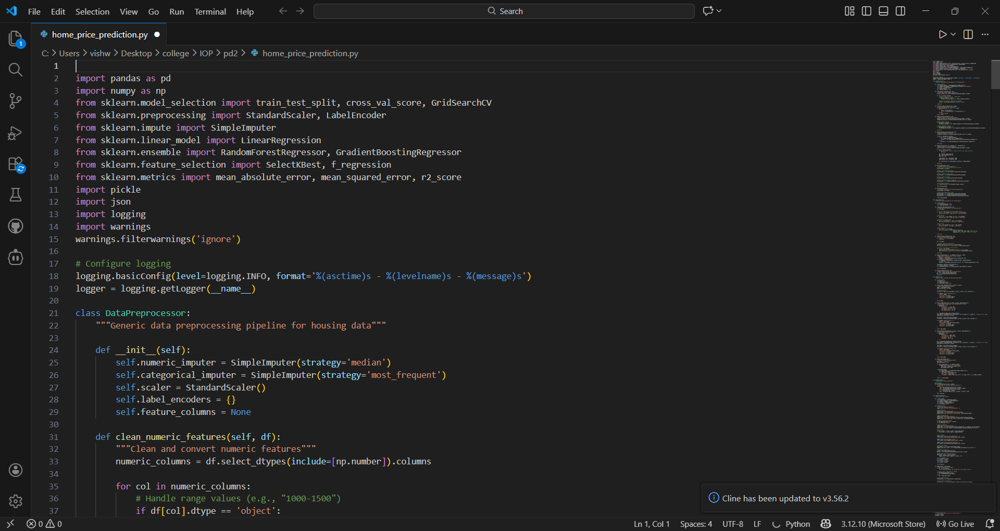 File Edit Selection View Go Run Terminal Help
Search
home_price_prediction.py
C: > Users > vishw > Desktop > college > IOP > pd2 > home_price_prediction.py
1
1
2 import pandas as pd
3 import numpy as np
4 from sklearn.model_selection import train_test_split, cross_val_score, GridSearchCV
5 from sklearn.preprocessing import StandardScaler, LabelEncoder
6 from sklearn.impute import SimpleImputer
7 from sklearn.linear_model import LinearRegression
8 from sklearn.ensemble import RandomForestRegressor, GradientBoostingRegressor
9 from sklearn.feature_selection import SelectKBest, f_regression
10 from sklearn.metrics import mean_absolute_error, mean_squared_error, r2_score
11 import pickle
12 import json
13 import logging
14 import warnings
15 warnings.filterwarnings('ignore')
16
17 # Configure logging
18 logging.basicConfig(level=logging.INFO, format='%(asctime)s - %(levelname)s - %(message)s')
19 logger = logging.getLogger(__name__)
20
21 class DataPreprocessor:
22     """Generic data preprocessing pipeline for housing data"""
23
24     def __init__(self):
25         self.numeric_imputer = SimpleImputer(strategy='median')
26         self.categorical_imputer = SimpleImputer(strategy='most_frequent')
27         self.scaler = StandardScaler()
28         self.label_encoders = {}
29         self.feature_columns = None
30
31     def clean_numeric_features(self, df):
32         """Clean and convert numeric features"""
33         numeric_columns = df.select_dtypes(include=[np.number]).columns
34
35         for col in numeric_columns:
36             # Handle range values (e.g., "1000-1500")
37             if df[col].dtype == 'object':
Cline has been updated to v3.56.2
0 0 Ln 1, Col 1 Spaces: 4 UTF-8 LF Python 3.12.10 (Microsoft Store) Go Live